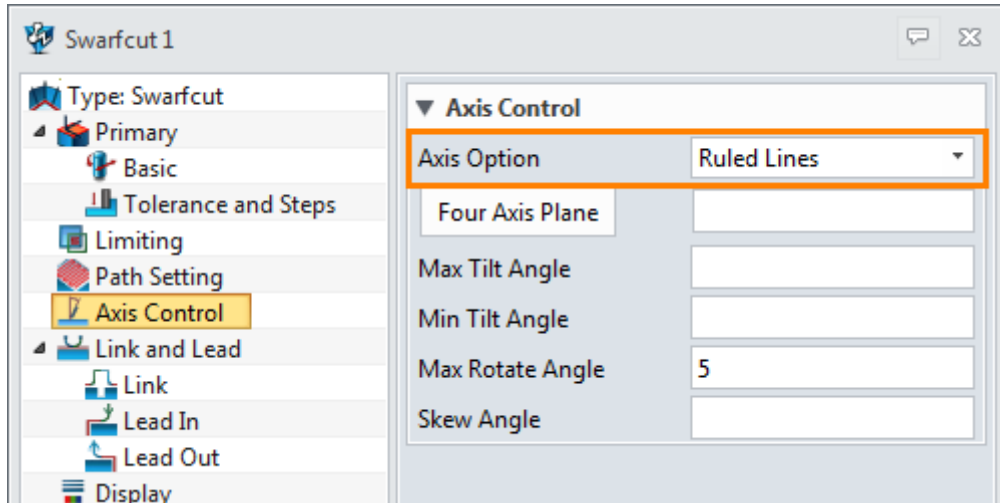 Swarfcut 1
Type: Swarfcut
Primary
Basic
Tolerance and Steps
Limiting
Path Setting
Axis Control
Link and Lead
Link
Lead In
Lead Out
Display
Axis Control
Axis Option Ruled Lines
Four Axis Plane
Max Tilt Angle
Min Tilt Angle
Max Rotate Angle 5
Skew Angle